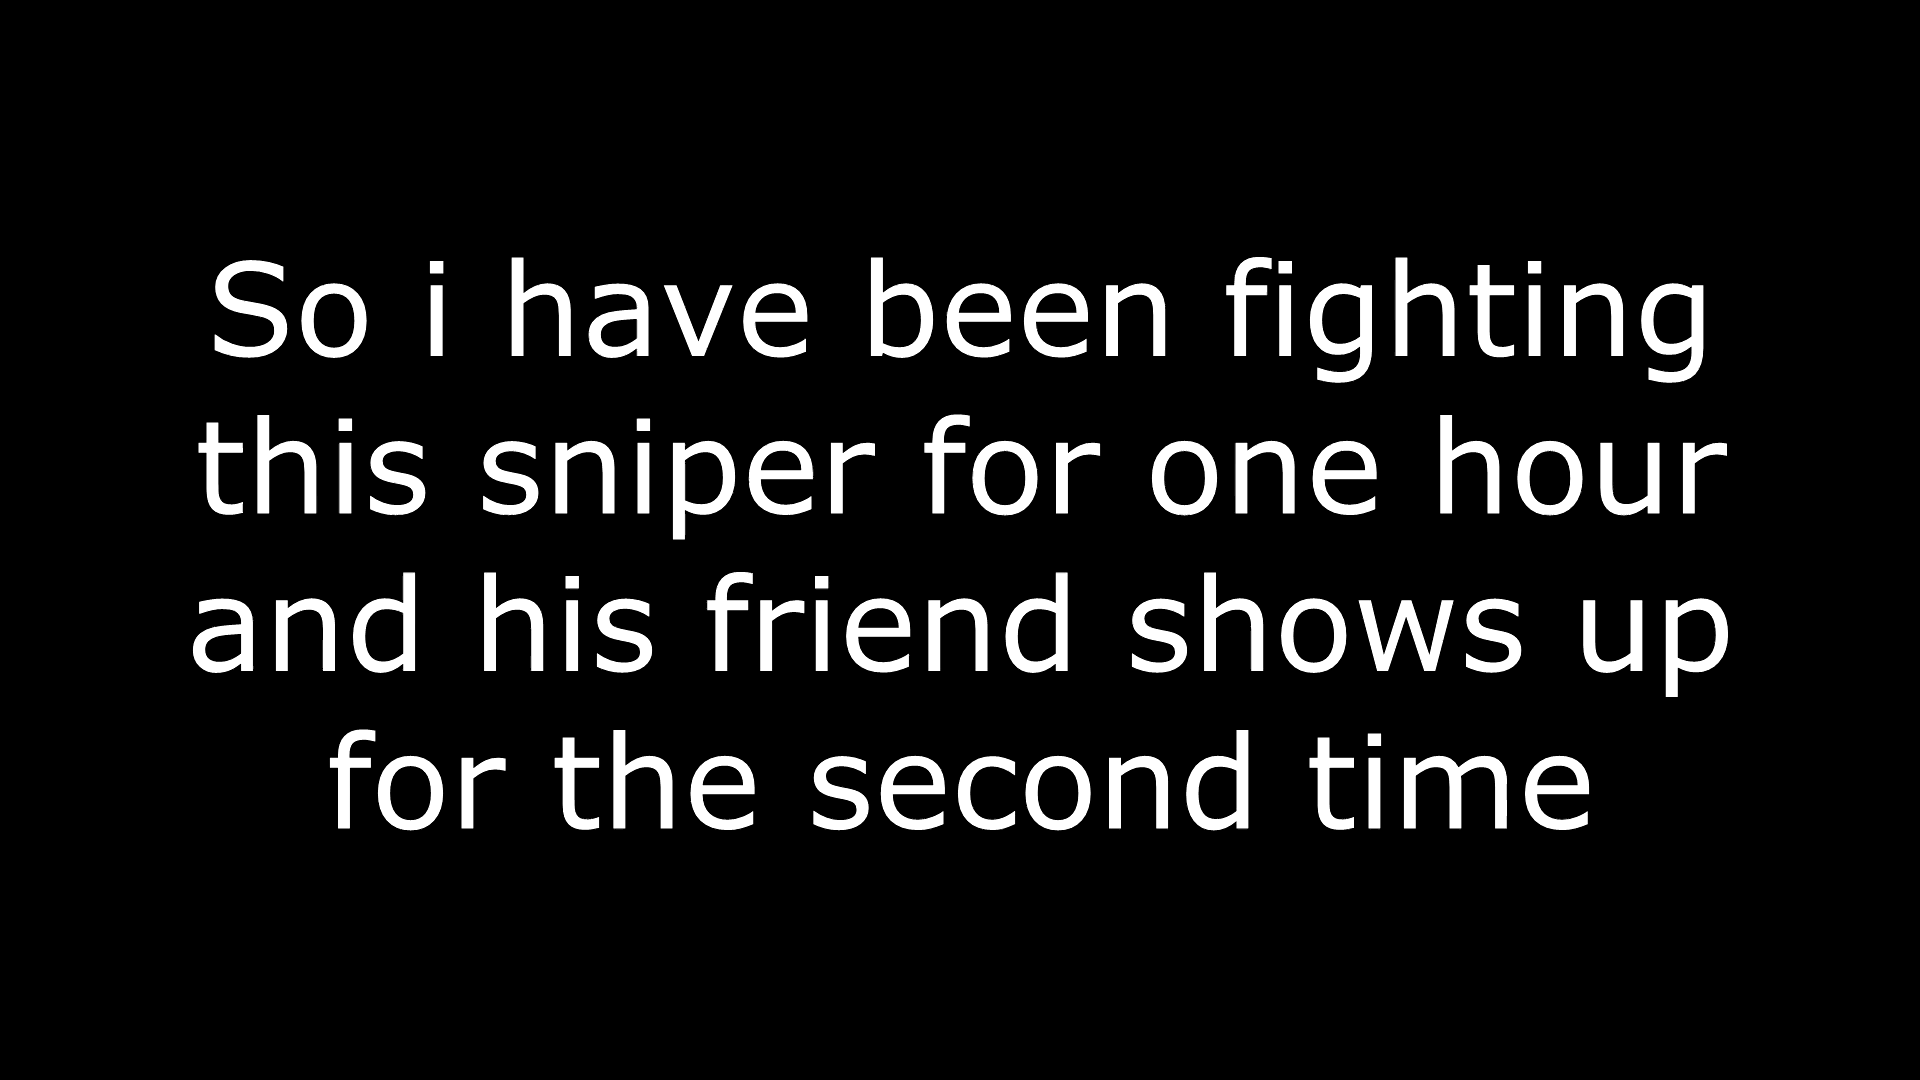 So i have been fighting
this sniper for one hour
and his friend shows up
for the second time